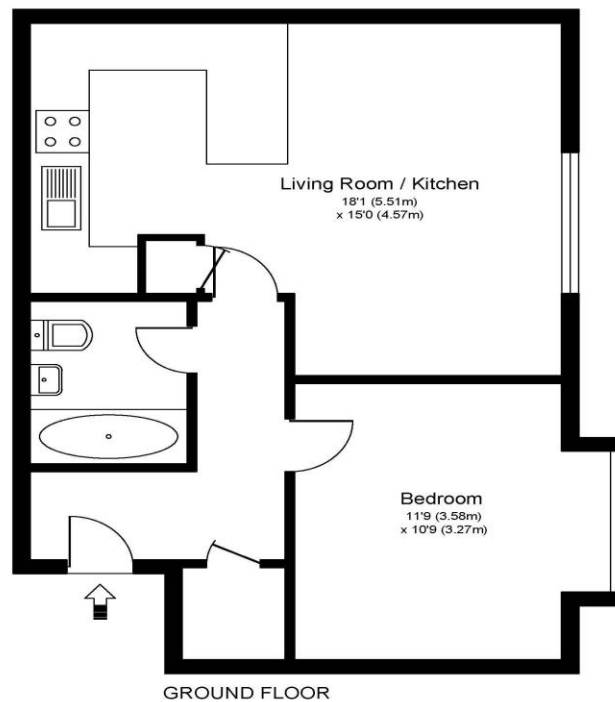 Living Room / Kitchen
18'1 (5.51m)
x 15'0 (4.57m)
Bedroom
11'9 (3.58m)
x 10'9 (3.27m)
GROUND FLOOR